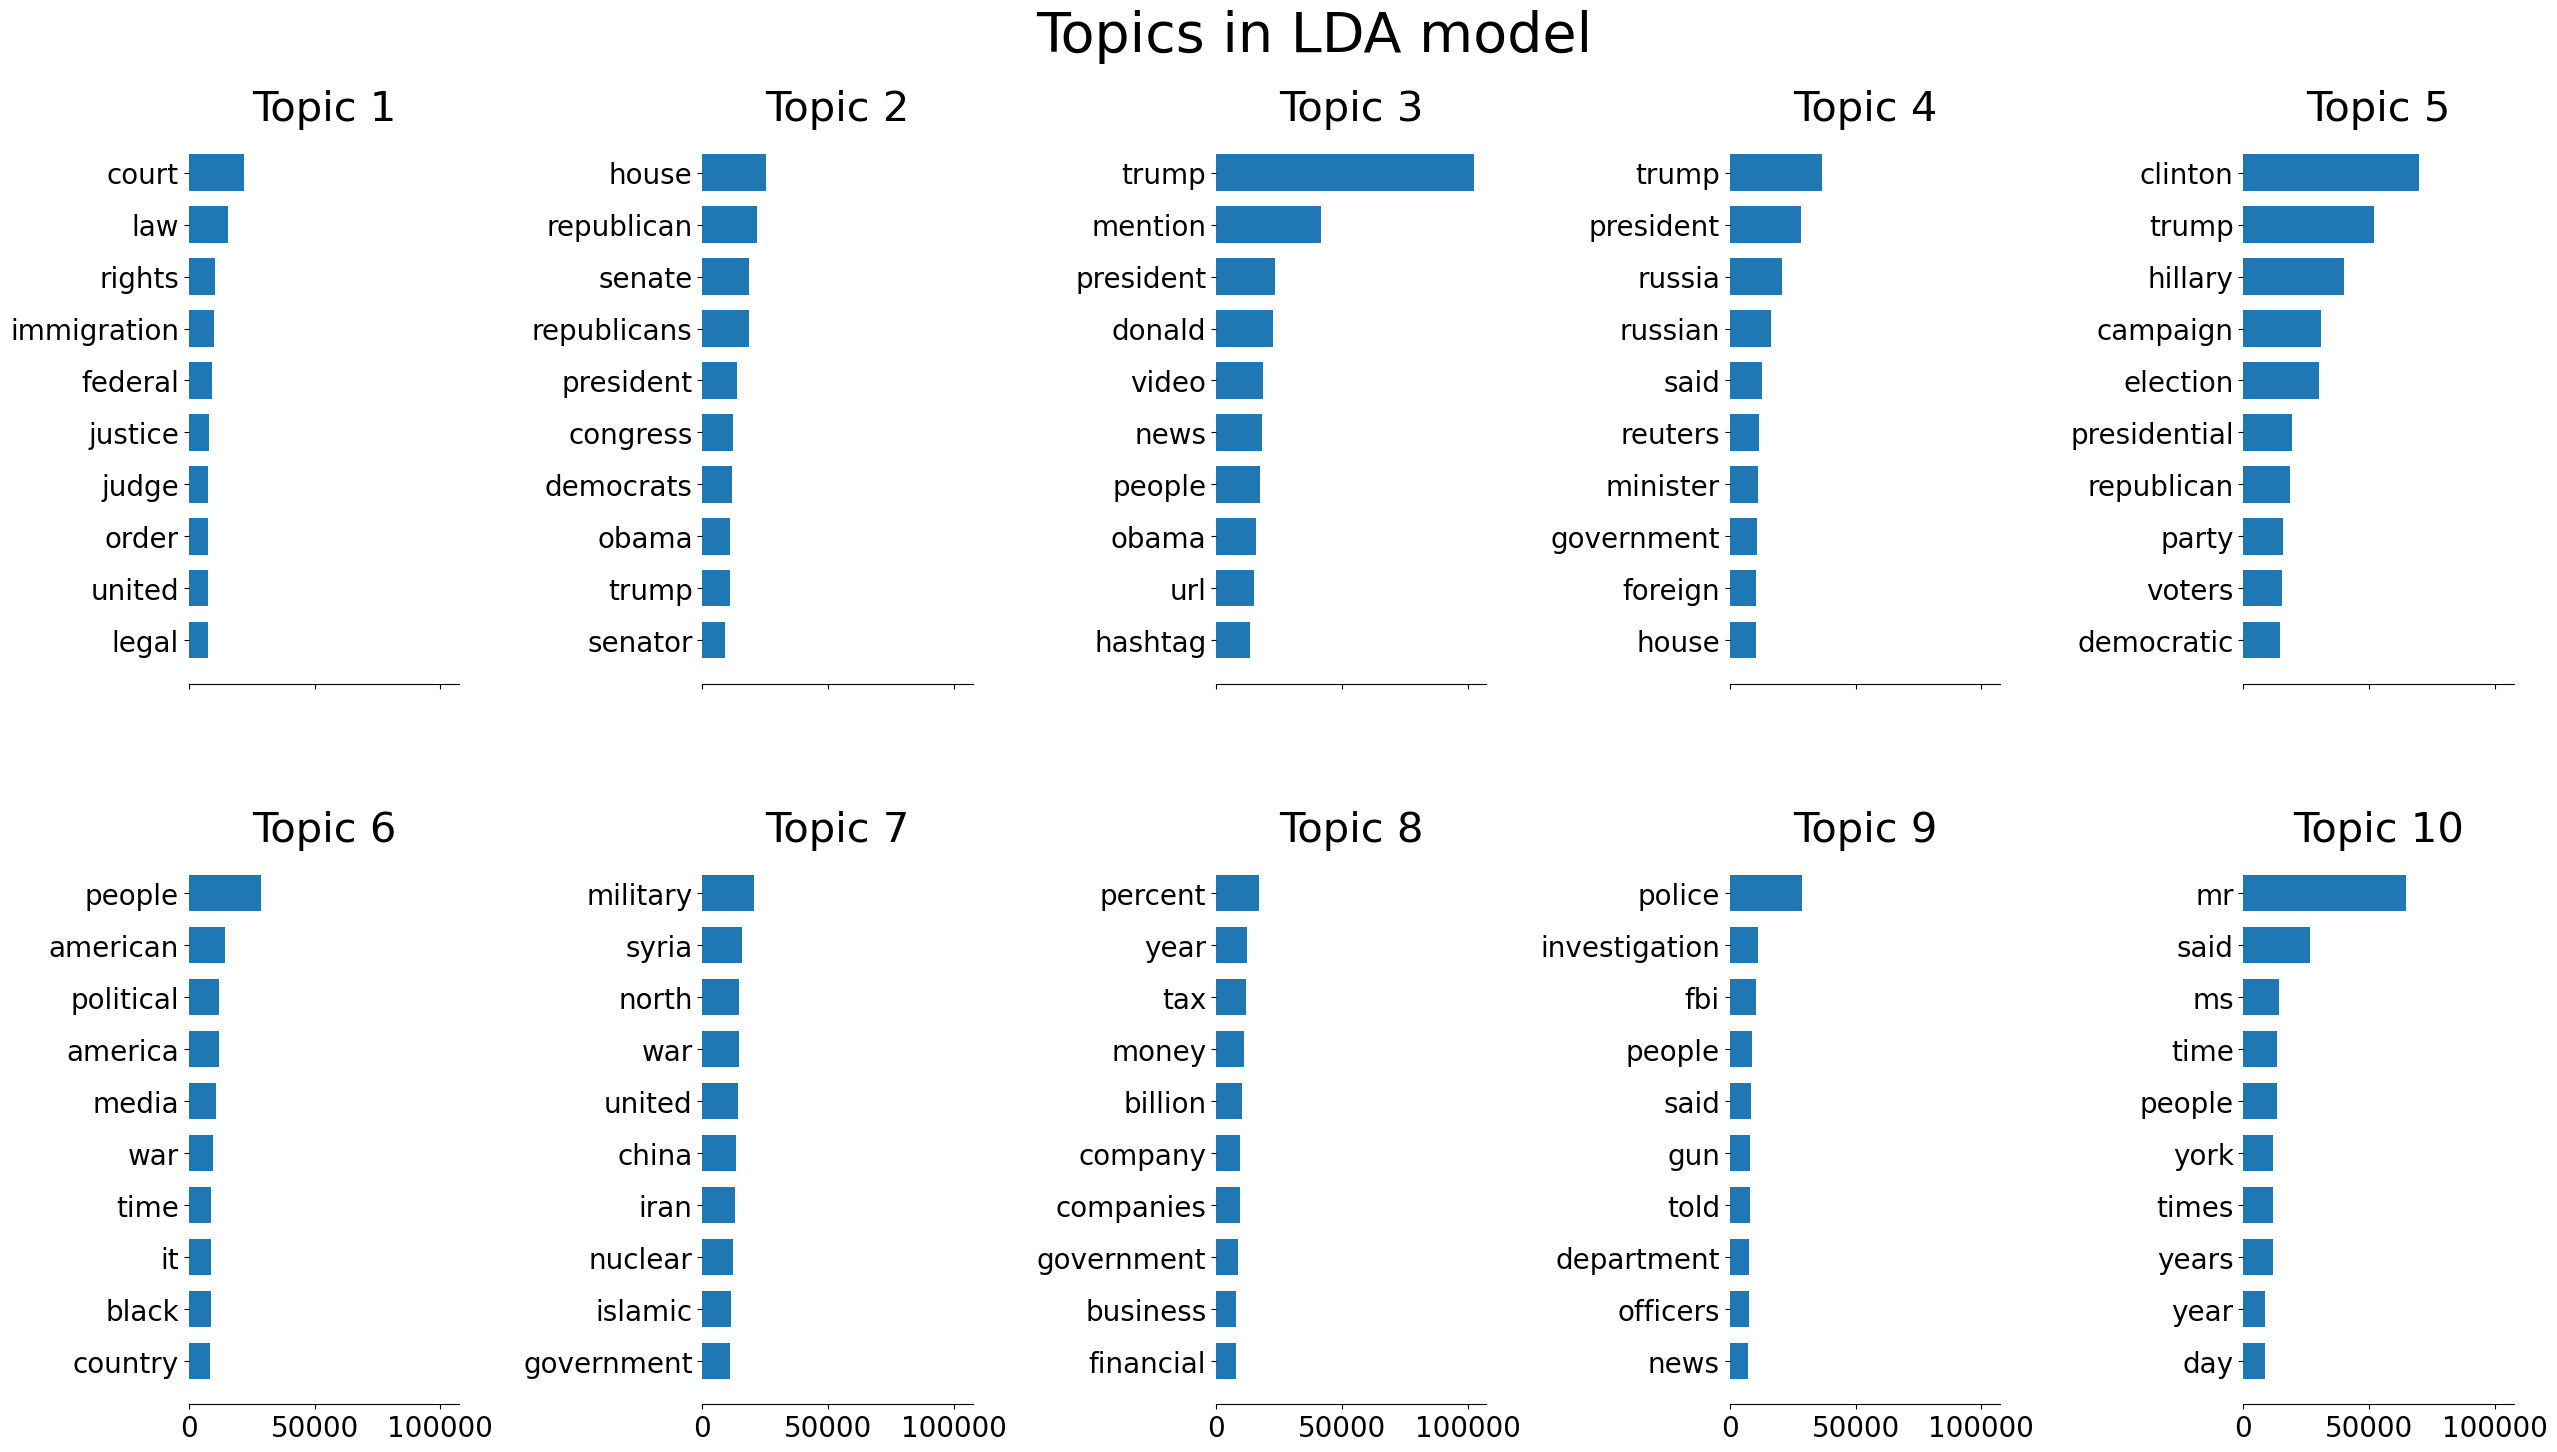 Topics in LDA model
Topic 1
court
law
rights
immigration
federal
justice
judge
order
united
legal
Topic 2
house
republican
senate
republicans
president
congress
democrats
obama
trump
senator
Topic 3
trump
mention
president
donald
video
news
people
obama
url
hashtag
Topic 4
trump
president
russia
russian
said
reuters
minister
government
foreign
house
Topic 5
clinton
trump
hillary
campaign
election
presidential
republican
party
voters
democratic
Topic 6
people
american
political
america
media
war
time
it
black
country
0 50000 100000
Topic 7
military
syria
north
war
united
china
iran
nuclear
islamic
government
0 50000 100000
Topic 8
percent
year
tax
money
billion
company
companies
government
business
financial
0 50000 100000
Topic 9
police
investigation
fbi
people
said
gun
told
department
officers
news
0 50000 100000
Topic 10
mr
said
ms
time
people
york
times
years
year
day
0 50000 100000